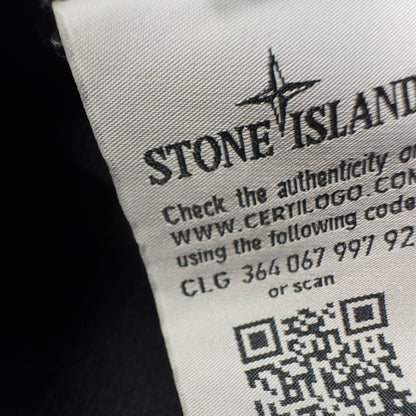 STONE ISLAND
Check the authenticity o
WWW.CERTILOGO.COM
using the following code
CLG 364 067 997 92
or scan